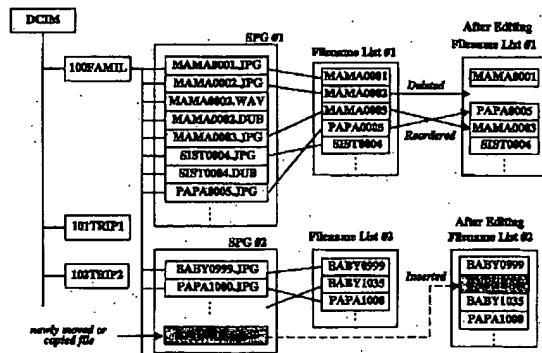 DCIM
100FAMIL
101TRIP1
102TRIP2
newly moved or
copied file
SPG #1
MAMA0001.JPG
MAMA0002.JPG
MAMA0002.WAV
MAMA0002.DUB
MAMA0003.JPG
SIST0004.JPG
SIST0004.DUB
PAPA0005.JPG
Filename List #1
MAMA0001
MAMA0002
MAMA0003
PAPA0005
SIST0004
Deleted
Reordered
After Editing
Filename List #1
MAMA0001
PAPA0005
MAMA0003
SIST0004
SPG #2
BABY0999.JPG
PAPA1000.JPG
Filename List #2
BABY0999
BABY1035
PAPA1000
Inserted
After Editing
Filename List #2
BABY0999
BABY1035
PAPA1000